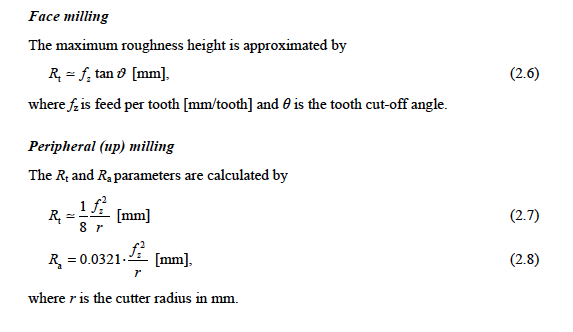 Face milling
The maximum roughness height is approximated by
Rt ≃ fz tan ϑ [mm], (2.6)
where fz is feed per tooth [mm/tooth] and θ is the tooth cut-off angle.
Peripheral (up) milling
The Rt and Ra parameters are calculated by
Rt ≃ 1/8 fz²/r [mm] (2.7)
Ra = 0.0321· fz²/r [mm], (2.8)
where r is the cutter radius in mm.